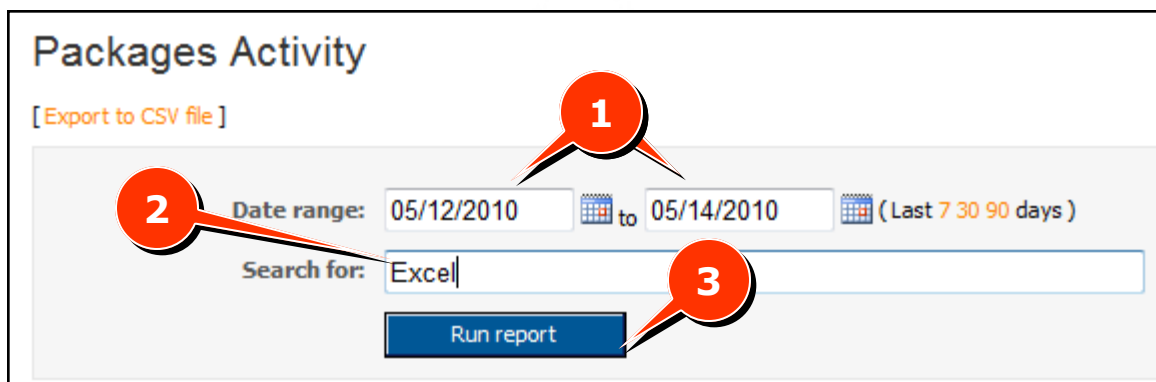 Packages Activity
[ Export to CSV file ]
1
2
Date range: 05/12/2010 to 05/14/2010 ( Last 7 30 90 days )
Search for: Excel
3
Run report